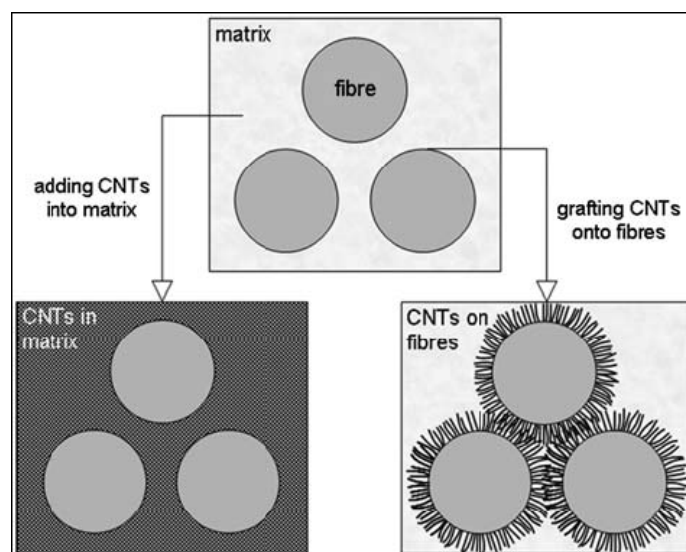 matrix
fibre
adding CNTs
into matrix
grafting CNTs
onto fibres
CNTs in
matrix
CNTs on
fibres